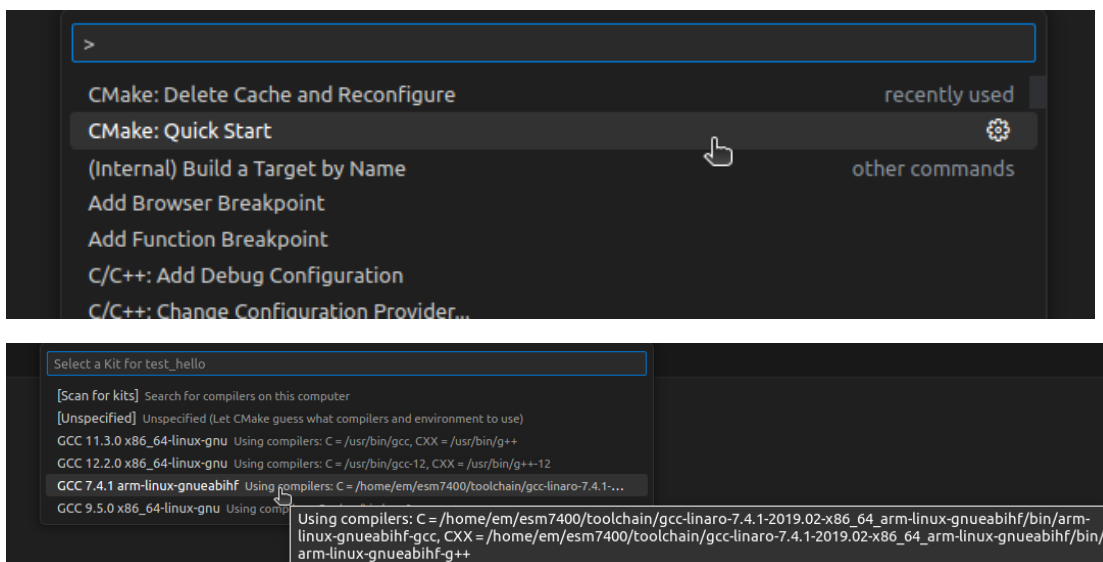 >
CMake: Delete Cache and Reconfigure recently used
CMake: Quick Start
(Internal) Build a Target by Name other commands
Add Browser Breakpoint
Add Function Breakpoint
C/C++: Add Debug Configuration
C/C++: Change Configuration Provider...
Select a Kit for test_hello
[Scan for kits] Search for compilers on this computer
[Unspecified] Unspecified (Let CMake guess what compilers and environment to use)
GCC 11.3.0 x86_64-linux-gnu Using compilers: C = /usr/bin/gcc, CXX = /usr/bin/g++
GCC 12.2.0 x86_64-linux-gnu Using compilers: C = /usr/bin/gcc-12, CXX = /usr/bin/g++-12
GCC 7.4.1 arm-linux-gnueabihf Using compilers: C = /home/em/esm7400/toolchain/gcc-linaro-7.4.1-...
GCC 9.5.0 x86_64-linux-gnu Using
Using compilers: C = /home/em/esm7400/toolchain/gcc-linaro-7.4.1-2019.02-x86_64_arm-linux-gnueabihf/bin/arm-
linux-gnueabihf-gcc, CXX = /home/em/esm7400/toolchain/gcc-linaro-7.4.1-2019.02-x86_64_arm-linux-gnueabihf/bin/
arm-linux-gnueabihf-g++